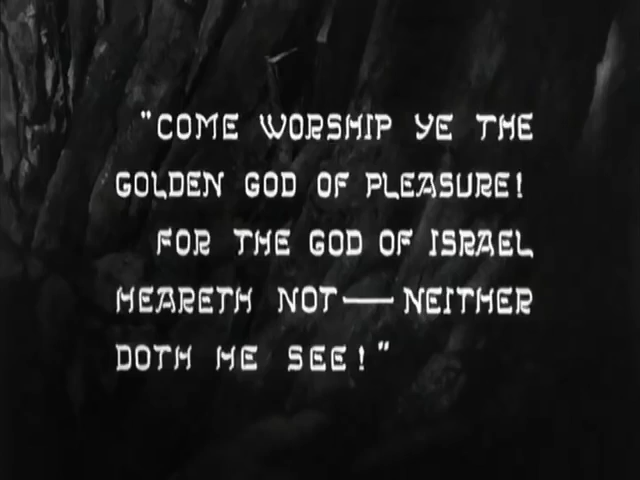 "COME WORSHIP YE THE
GOLDEN GOD OF PLEASURE!
FOR THE GOD OF ISRAEL
HEARETH NOT—NEITHER
DOTH HE SEE!"